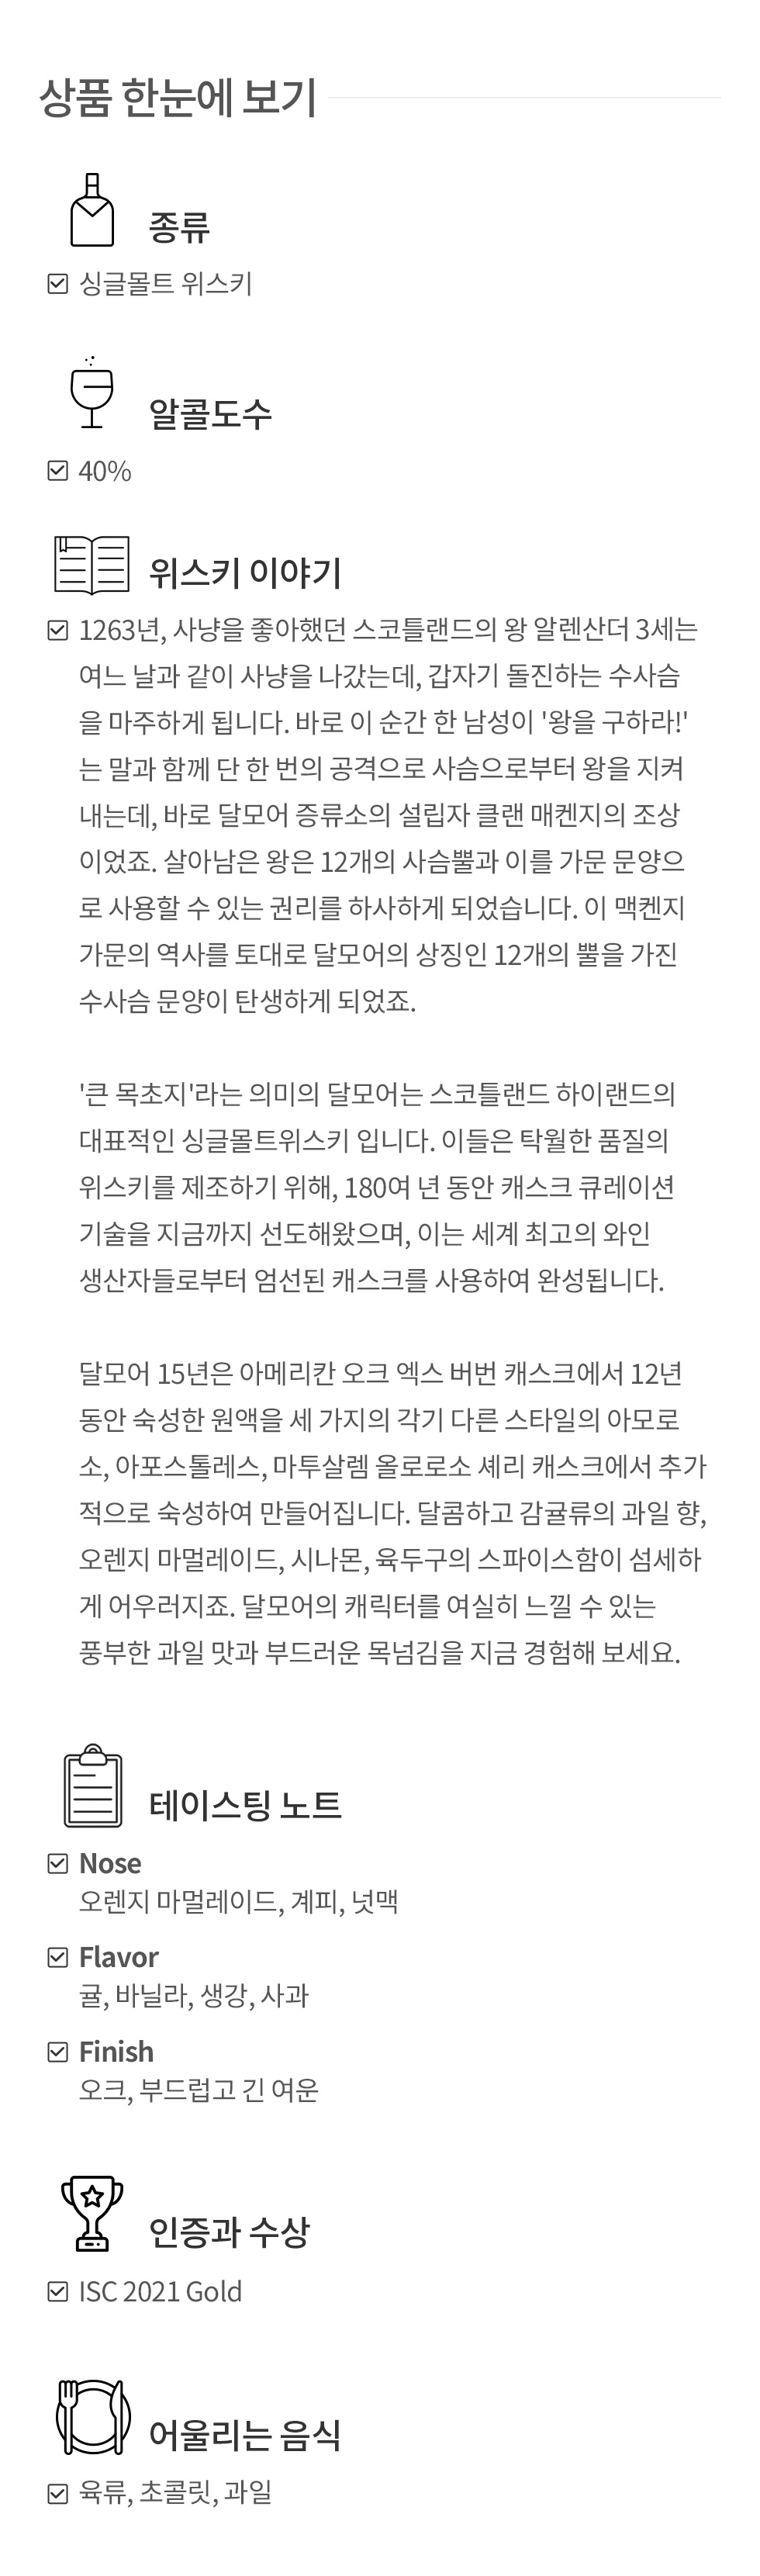 상품 한눈에 보기
종류
싱글몰트 위스키
알콜도수
40%
위스키 이야기
1263년, 사냥을 좋아했던 스코틀랜드의 왕 알렌산더 3세는
여느 날과 같이 사냥을 나갔는데, 갑자기 돌진하는 수사슴
을 마주하게 됩니다. 바로 이 순간 한 남성이 '왕을 구하라!'
는 말과 함께 단 한 번의 공격으로 사슴으로부터 왕을 지켜
내는데, 바로 달모어 증류소의 설립자 클랜 매켄지의 조상
이었죠. 살아남은 왕은 12개의 사슴뿔과 이를 가문 문양으
로 사용할 수 있는 권리를 하사하게 되었습니다. 이 맥켄지
가문의 역사를 토대로 달모어의 상징인 12개의 뿔을 가진
수사슴 문양이 탄생하게 되었죠.
'큰 목초지'라는 의미의 달모어는 스코틀랜드 하이랜드의
대표적인 싱글몰트위스키 입니다. 이들은 탁월한 품질의
위스키를 제조하기 위해, 180여 년 동안 캐스크 큐레이션
기술을 지금까지 선도해왔으며, 이는 세계 최고의 와인
생산자들로부터 엄선된 캐스크를 사용하여 완성됩니다.
달모어 15년은 아메리칸 오크 엑스 버번 캐스크에서 12년
동안 숙성한 원액을 세 가지의 각기 다른 스타일의 아모로
소, 아포스톨레스, 마투살렘 올로로소 셰리 캐스크에서 추가
적으로 숙성하여 만들어집니다. 달콤하고 감귤류의 과일 향,
오렌지 마멀레이드, 시나몬, 육두구의 스파이스함이 섬세하
게 어우러지죠. 달모어의 캐릭터를 여실히 느낄 수 있는
풍부한 과일 맛과 부드러운 목넘김을 지금 경험해 보세요.
테이스팅 노트
Nose
오렌지 마멀레이드, 계피, 넛맥
Flavor
귤, 바닐라, 생강, 사과
Finish
오크, 부드럽고 긴 여운
인증과 수상
ISC 2021 Gold
어울리는 음식
육류, 초콜릿, 과일